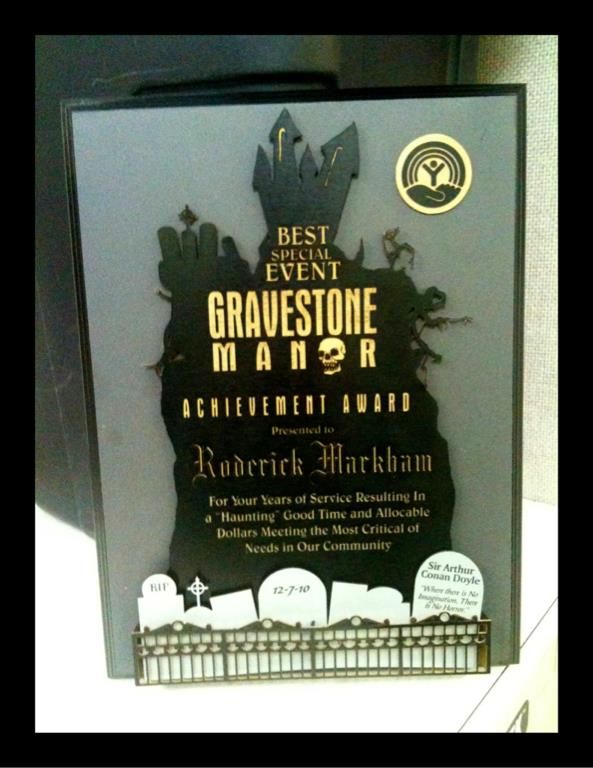 BEST
SPECIAL
EVENT
GRAVESTONE
MANOR
ACHIEVEMENT AWARD
Presented to
Roderick Markham
For Your Years of Service Resulting In
a "Haunting" Good Time and Allocable
Dollars Meeting the Most Critical of
Needs in Our Community
RIP
12-7-10
Sir Arthur
Conan Doyle
"Where there is No
Imagination, There
is No Horror."